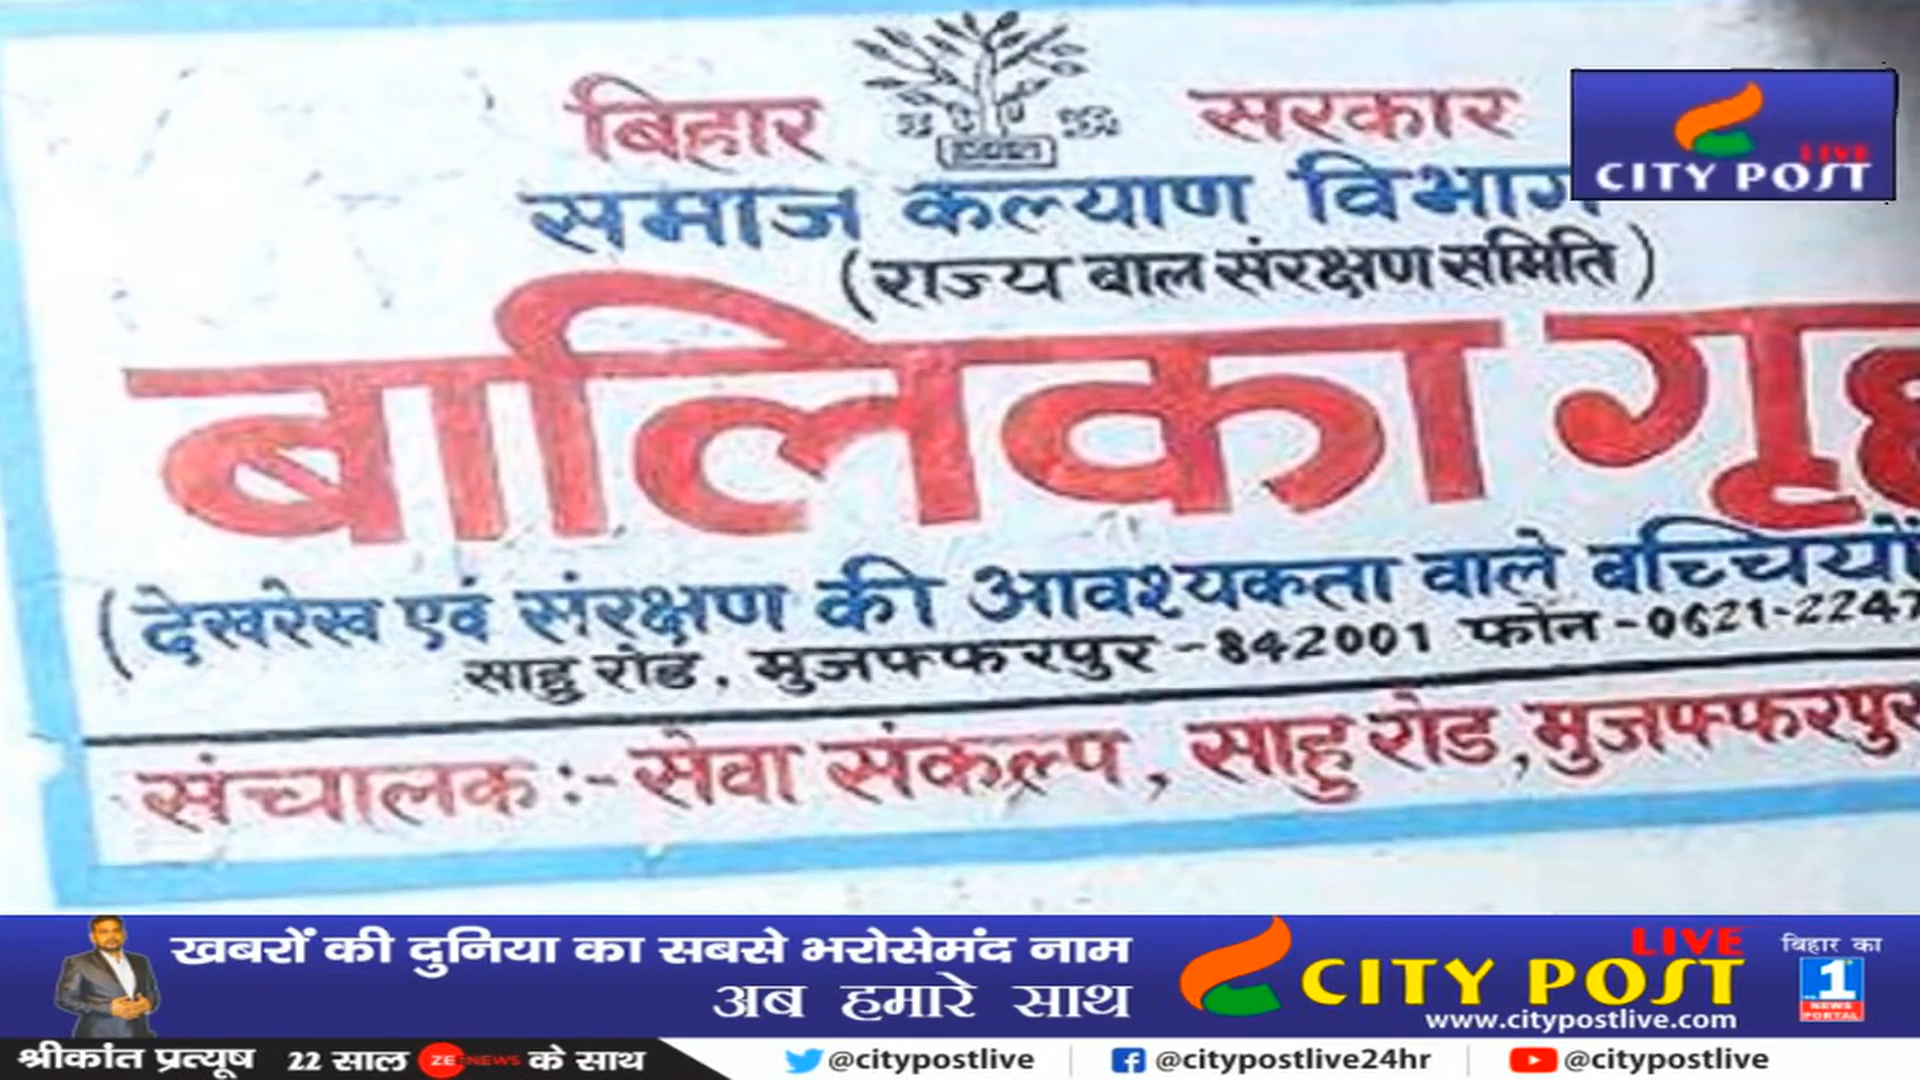 बिहार सरकार
समाज कल्याण विभाग
(राज्य बाल संरक्षण समिति)
बालिका गृह
(देखरेख एवं संरक्षण की आवश्यकता वाले बच्चियों
साहु रोड, मुजफ्फरपुर -842001 फोन -0621-2247
संचालक :- सेवा संकल्प, साहु रोड, मुजफ्फरपुर
LIVE
CITY POST
खबरों की दुनिया का सबसे भरोसेमंद नाम
अब हमारे साथ
LIVE
CITY POST
www.citypostlive.com
बिहार का
1
NEWS
PORTAL
श्रीकांत प्रत्यूष 22 साल ZEE NEWS के साथ
@citypostlive @citypostlive24hr @citypostlive